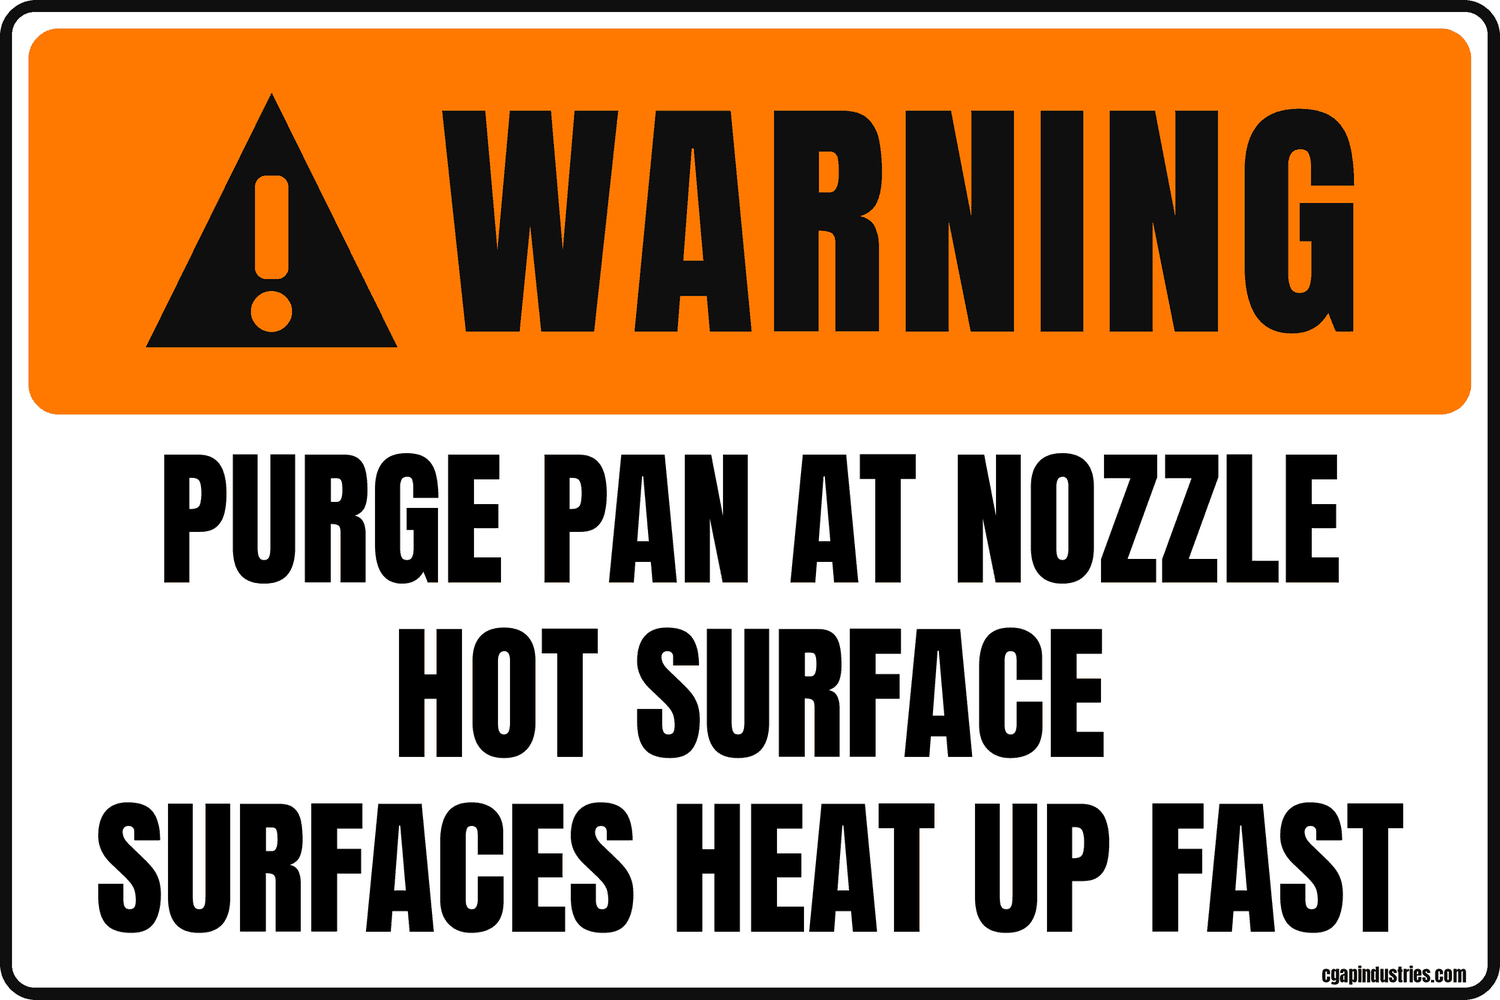 WARNING
PURGE PAN AT NOZZLE
HOT SURFACE
SURFACES HEAT UP FAST
cgapindustries.com